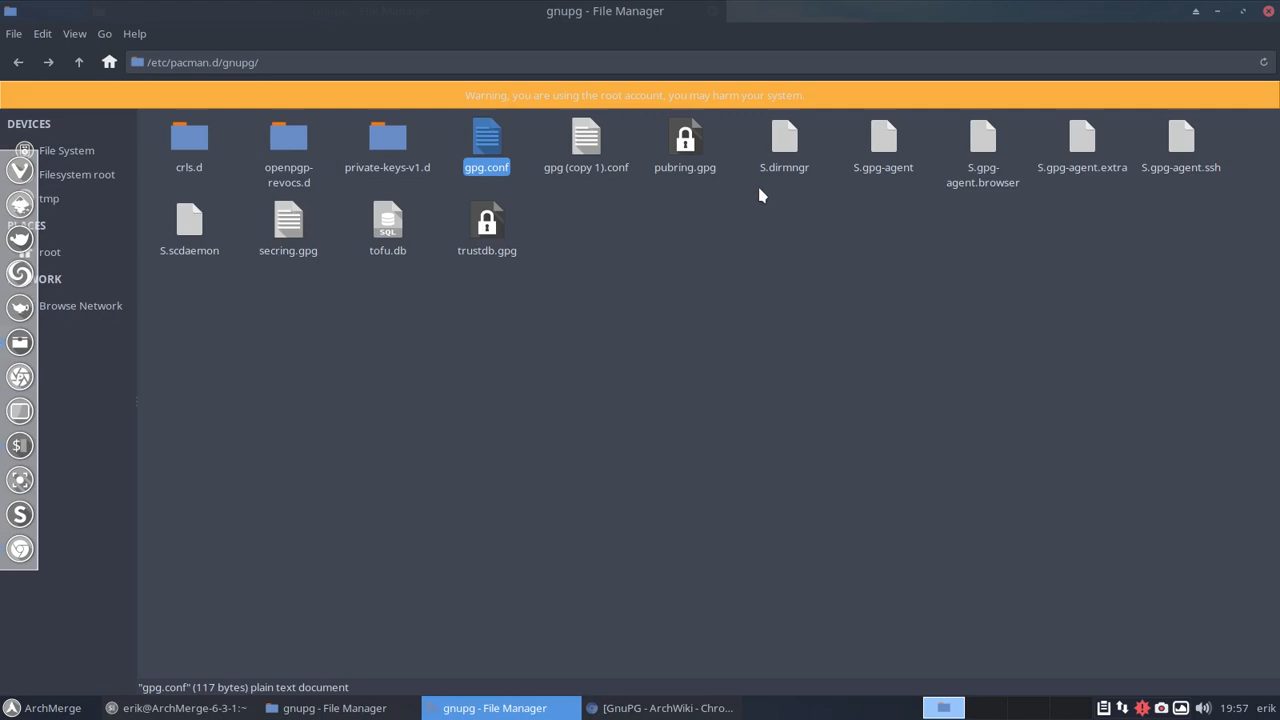 gnupg - File Manager
File Edit View Go Help
/etc/pacman.d/gnupg/
Warning, you are using the root account, you may harm your system.
DEVICES
File System
Filesystem root
tmp
PLACES
root
ORK
Browse Network
crls.d
openpgp-
revocs.d
private-keys-v1.d
gpg.conf
gpg (copy 1).conf
pubring.gpg
S.dirmngr
S.gpg-agent
S.gpg-
agent.browser
S.gpg-agent.extra
S.gpg-agent.ssh
S.scdaemon
secring.gpg
SQL
tofu.db
trustdb.gpg
$
S
"gpg.conf" (117 bytes) plain text document
ArchMerge
erik@ArchMerge-6-3-1:~
gnupg - File Manager
gnupg - File Manager
[GnuPG - ArchWiki - Chro...
19:57 erik